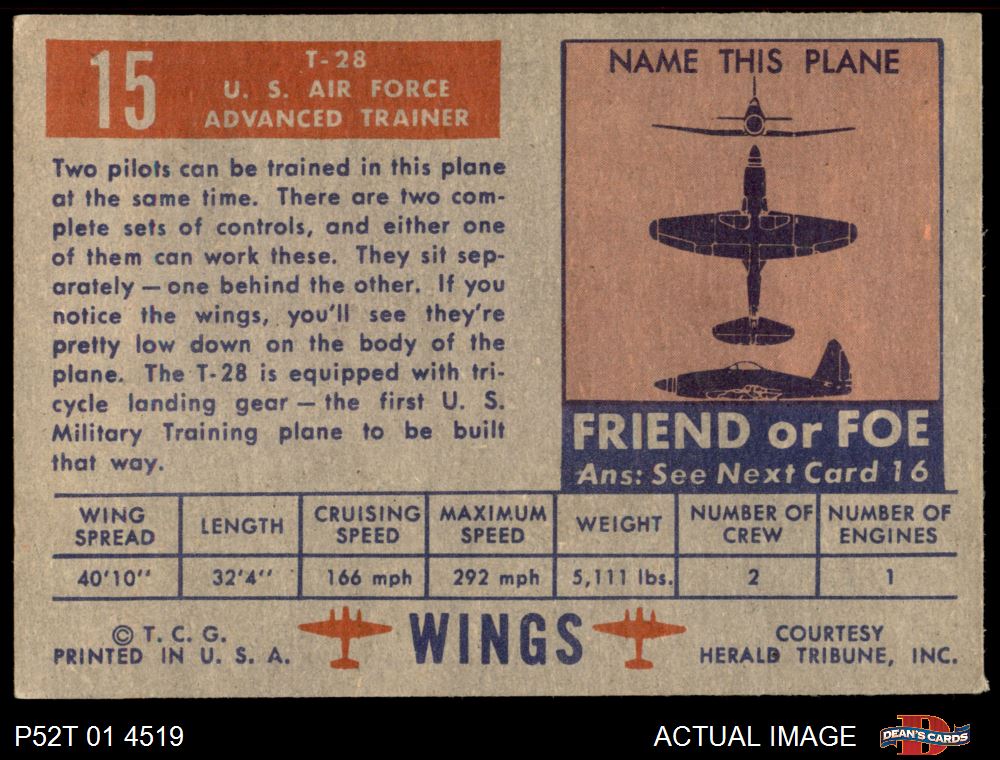 15
T-28
U. S. AIR FORCE
ADVANCED TRAINER
Two pilots can be trained in this plane
at the same time. There are two com-
plete sets of controls, and either one
of them can work these. They sit sep-
arately — one behind the other. If you
notice the wings, you'll see they're
pretty low down on the body of the
plane. The T-28 is equipped with tri-
cycle landing gear — the first U. S.
Military Training plane to be built
that way.
NAME THIS PLANE
FRIEND or FOE
Ans: See Next Card 16
WING SPREAD LENGTH CRUISING SPEED MAXIMUM SPEED WEIGHT NUMBER OF CREW NUMBER OF ENGINES
40'10'' 32'4'' 166 mph 292 mph 5,111 lbs. 2 1
© T. C. G.
PRINTED IN U. S. A.
WINGS
COURTESY
HERALD TRIBUNE, INC.
P52T 01 4519
ACTUAL IMAGE
D
DEAN'S CARDS